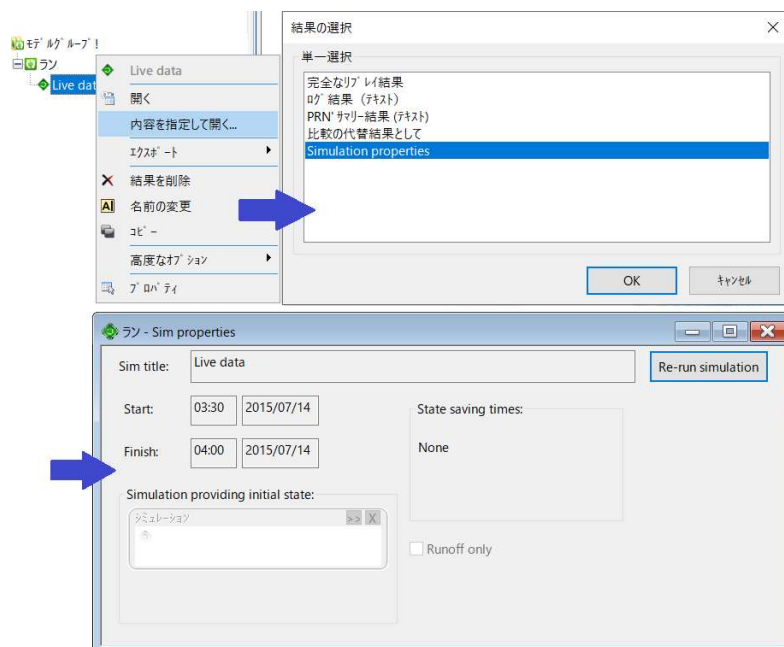 ﾓﾃﾞﾙｸﾞﾙｰﾌﾟ!
ラン
Live dat
Live data
開く
内容を指定して開く...
ｴｸｽﾎﾟｰﾄ
結果を削除
名前の変更
ｺﾋﾟｰ
高度なｵﾌﾟｼｮﾝ
ﾌﾟﾛﾊﾟﾃｨ
結果の選択
単一選択
完全なﾘﾌﾟﾚｲ結果
ﾛｸﾞ結果（ﾃｷｽﾄ）
PRN' ｻﾏﾘｰ結果 (ﾃｷｽﾄ)
比較の代替結果として
Simulation properties
OK
ｷｬﾝｾﾙ
ラン - Sim properties
Sim title:
Live data
Re-run simulation
Start:
03:30
2015/07/14
Finish:
04:00
2015/07/14
State saving times:
None
Simulation providing initial state:
シミュレーション
>> X
Runoff only